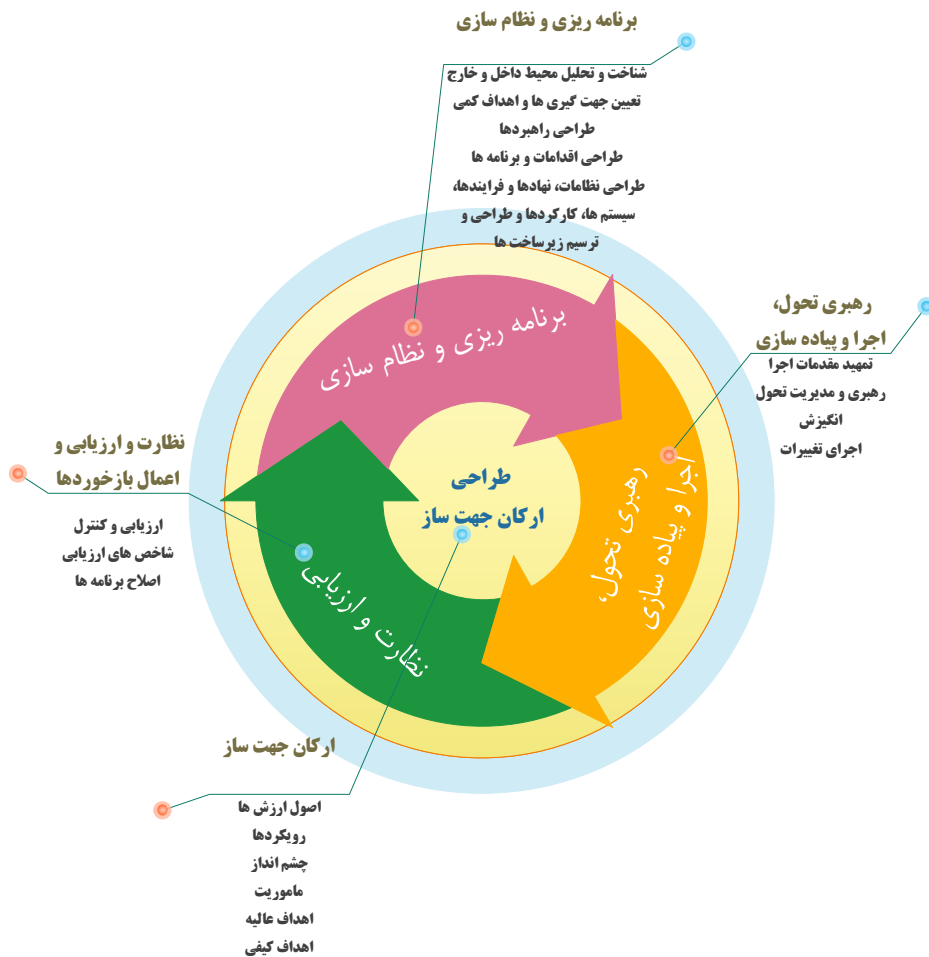 برنامه ریزی و نظام سازی
شناخت و تحلیل محیط داخل و خارج
تعیین جهت گیری ها و اهداف کمی
طراحی راهبردها
طراحی اقدامات و برنامه ها
طراحی نظامات، نهادها و فرایندها،
سیستم ها، کارکردها و طراحی و
ترسیم زیرساخت ها
رهبری تحول،
اجرا و پیاده سازی
تمهید مقدمات اجرا
رهبری و مدیریت تحول
انگیزش
اجرای تغییرات
برنامه ریزی و نظام سازی
رهبری تحول،
اجرا و پیاده سازی
نظارت و ارزیابی
طراحی
ارکان جهت ساز
نظارت و ارزیابی و
اعمال بازخوردها
ارزیابی و کنترل
شاخص های ارزیابی
اصلاح برنامه ها
ارکان جهت ساز
اصول ارزش ها
رویکردها
چشم انداز
ماموریت
اهداف عالیه
اهداف کیفی